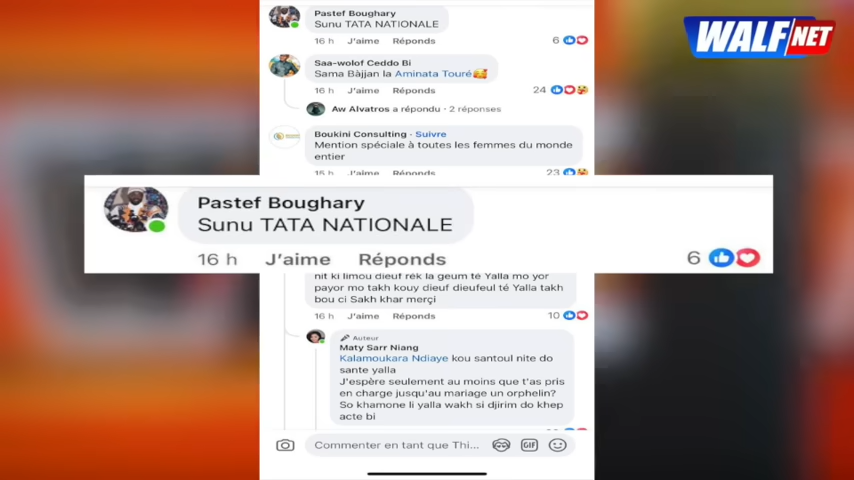 Pastef Boughary
Sunu TATA NATIONALE
16 h J'aime Réponds 6
WALFNET
Saa-wolof Ceddo Bi
Sama Bàjjan la Aminata Touré🥰
16 h J'aime Réponds 24
Aw Alvatros a répondu · 2 réponses
Boukini Consulting · Suivre
Mention spéciale à toutes les femmes du monde
entier
15 h J'aime Réponds 23
Pastef Boughary
Sunu TATA NATIONALE
16 h J'aime Réponds 6
nit ki limou dieuf rek la geum té Yalla mo yor
payor mo takh kouy dieuf dieufeul té Yalla takh
bou ci Sakh khar merçi
16 h J'aime Réponds 10
Auteur
Maty Sarr Niang
Kalamoukara Ndiaye kou santoul nite do
sante yalla
J'espère seulement au moins que t'as pris
en charge jusqu'au mariage un orphelin?
So khamone li yalla wakh si djirim do khep
acte bi
Commenter en tant que Thi... GIF